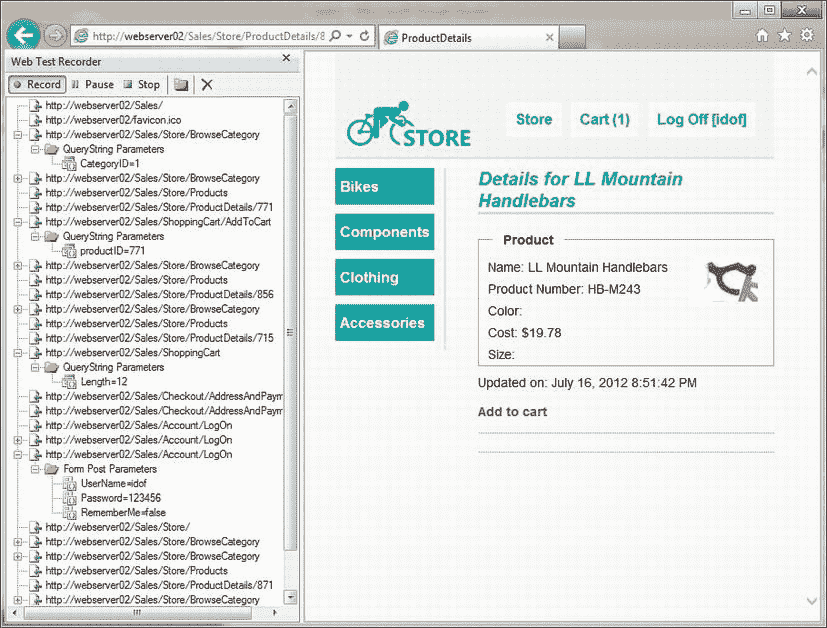 http://webserver02/Sales/Store/ProductDetails/8
ProductDetails
Web Test Recorder
Record Pause Stop
http://webserver02/Sales/
http://webserver02/favicon.ico
http://webserver02/Sales/Store/BrowseCategory
QueryString Parameters
CategoryID=1
http://webserver02/Sales/Store/BrowseCategory
http://webserver02/Sales/Store/Products
http://webserver02/Sales/Store/ProductDetails/771
http://webserver02/Sales/ShoppingCart/AddToCart
QueryString Parameters
productID=771
http://webserver02/Sales/Store/BrowseCategory
http://webserver02/Sales/Store/Products
http://webserver02/Sales/Store/ProductDetails/856
http://webserver02/Sales/Store/BrowseCategory
http://webserver02/Sales/Store/Products
http://webserver02/Sales/Store/ProductDetails/715
http://webserver02/Sales/ShoppingCart
QueryString Parameters
Length=12
http://webserver02/Sales/Checkout/AddressAndPaym
http://webserver02/Sales/Checkout/AddressAndPaym
http://webserver02/Sales/Account/LogOn
http://webserver02/Sales/Account/LogOn
http://webserver02/Sales/Account/LogOn
Form Post Parameters
UserName=idof
Password=123456
RememberMe=false
http://webserver02/Sales/Store/
http://webserver02/Sales/Store/BrowseCategory
http://webserver02/Sales/Store/BrowseCategory
http://webserver02/Sales/Store/Products
http://webserver02/Sales/Store/ProductDetails/871
http://webserver02/Sales/Store/BrowseCategory
STORE
Store Cart (1) Log Off [idof]
Bikes
Components
Clothing
Accessories
Details for LL Mountain
Handlebars
Product
Name: LL Mountain Handlebars
Product Number: HB-M243
Color:
Cost: $19.78
Size:
Updated on: July 16, 2012 8:51:42 PM
Add to cart